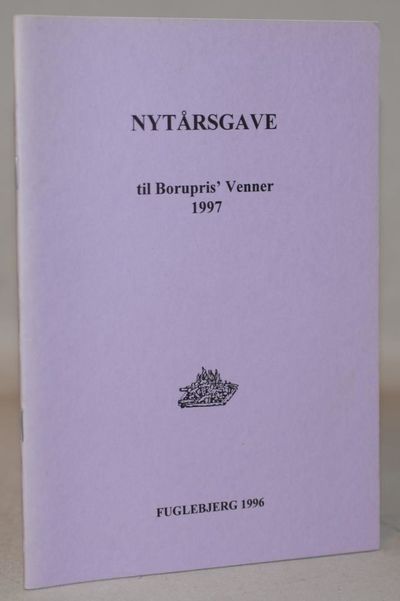 NYTÅRSGAVE
til Borupris' Venner
1997
FUGLEBJERG 1996